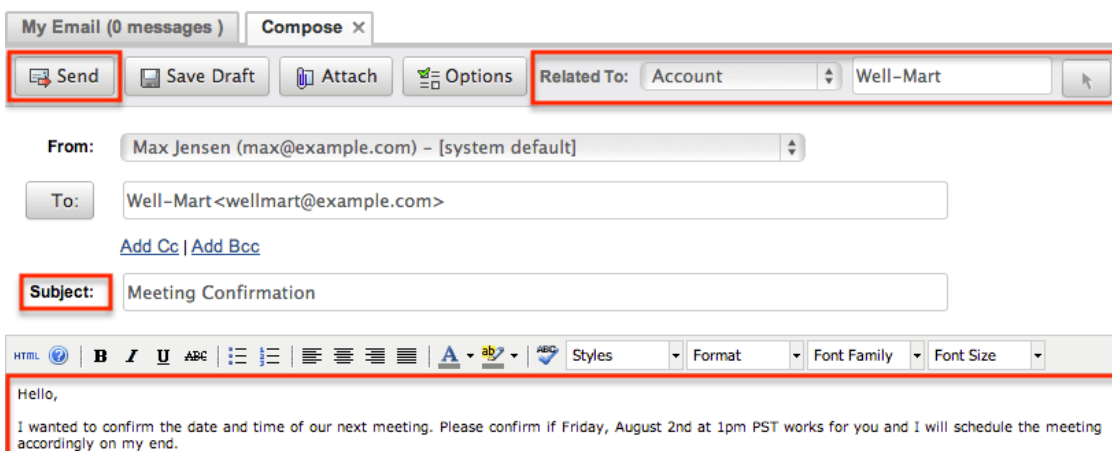 My Email (0 messages ) Compose ×
Send Save Draft Attach Options Related To: Account Well-Mart
From: Max Jensen (max@example.com) – [system default]
To: Well-Mart<wellmart@example.com>
Add Cc | Add Bcc
Subject: Meeting Confirmation
HTML B I U ABC A ab ABC Styles Format Font Family Font Size
Hello,
I wanted to confirm the date and time of our next meeting. Please confirm if Friday, August 2nd at 1pm PST works for you and I will schedule the meeting
accordingly on my end.